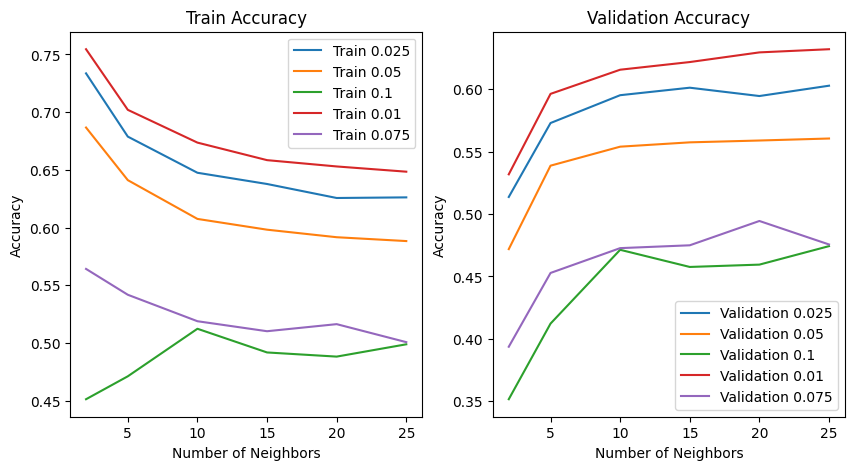 Train Accuracy
Accuracy
0.75
0.70
0.65
0.60
0.55
0.50
0.45
Train 0.025
Train 0.05
Train 0.1
Train 0.01
Train 0.075
5 10 15 20 25
Number of Neighbors
Validation Accuracy
Accuracy
0.60
0.55
0.50
0.45
0.40
0.35
Validation 0.025
Validation 0.05
Validation 0.1
Validation 0.01
Validation 0.075
5 10 15 20 25
Number of Neighbors